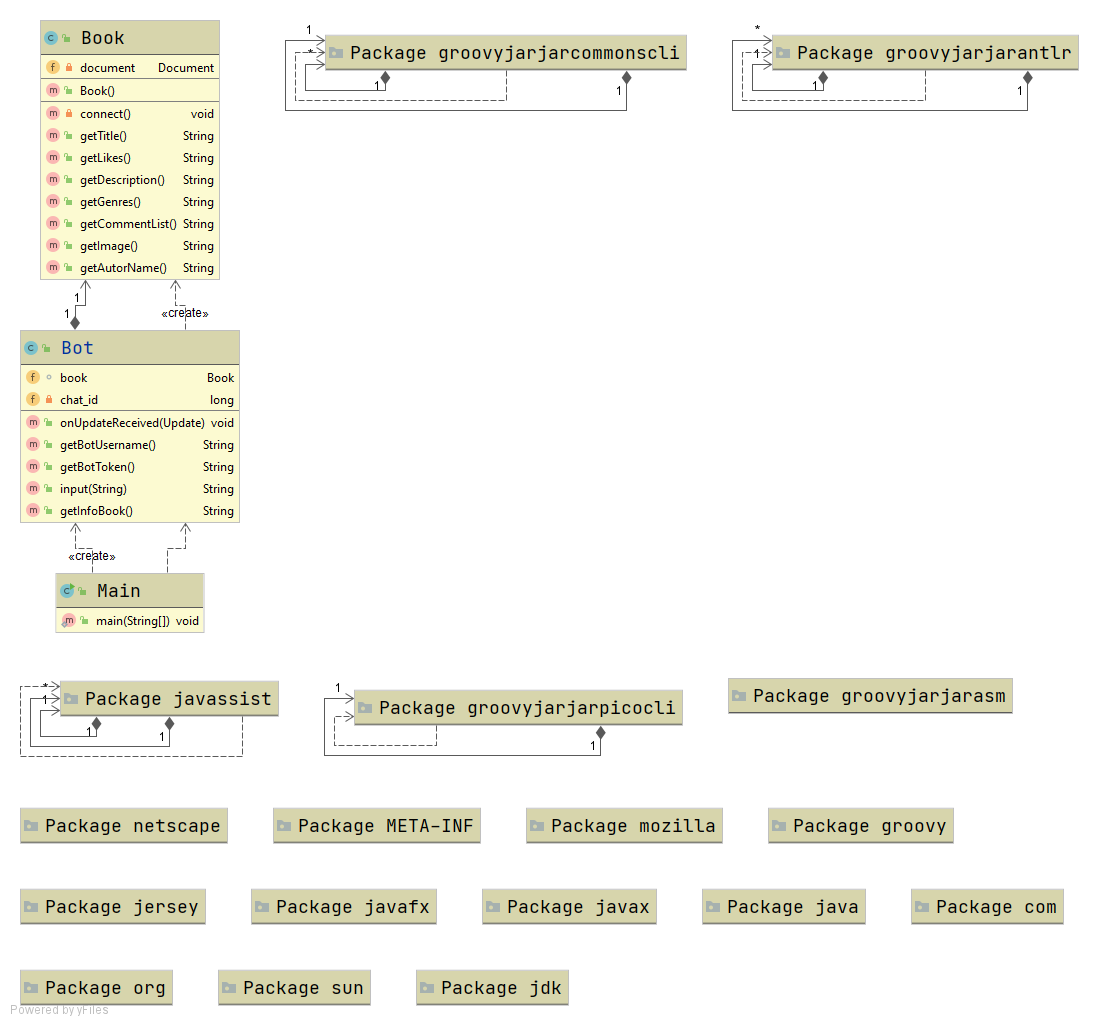 Book
document Document
Book()
connect() void
getTitle() String
getLikes() String
getDescription() String
getGenres() String
getCommentList() String
getImage() String
getAutorName() String
1
1
«create»
Bot
book Book
chat_id long
onUpdateReceived(Update) void
getBotUsername() String
getBotToken() String
input(String) String
getInfoBook() String
«create»
Main
main(String[]) void
1
*
Package groovyjarjarcommonscli
1
1
*
1
Package groovyjarjarantlr
1
1
*
1
Package javassist
1
1
1
Package groovyjarjarpicocli
1
Package groovyjarjarasm
Package netscape
Package META-INF
Package mozilla
Package groovy
Package jersey
Package javafx
Package javax
Package java
Package com
Package org
Package sun
Package jdk
Powered by yFiles